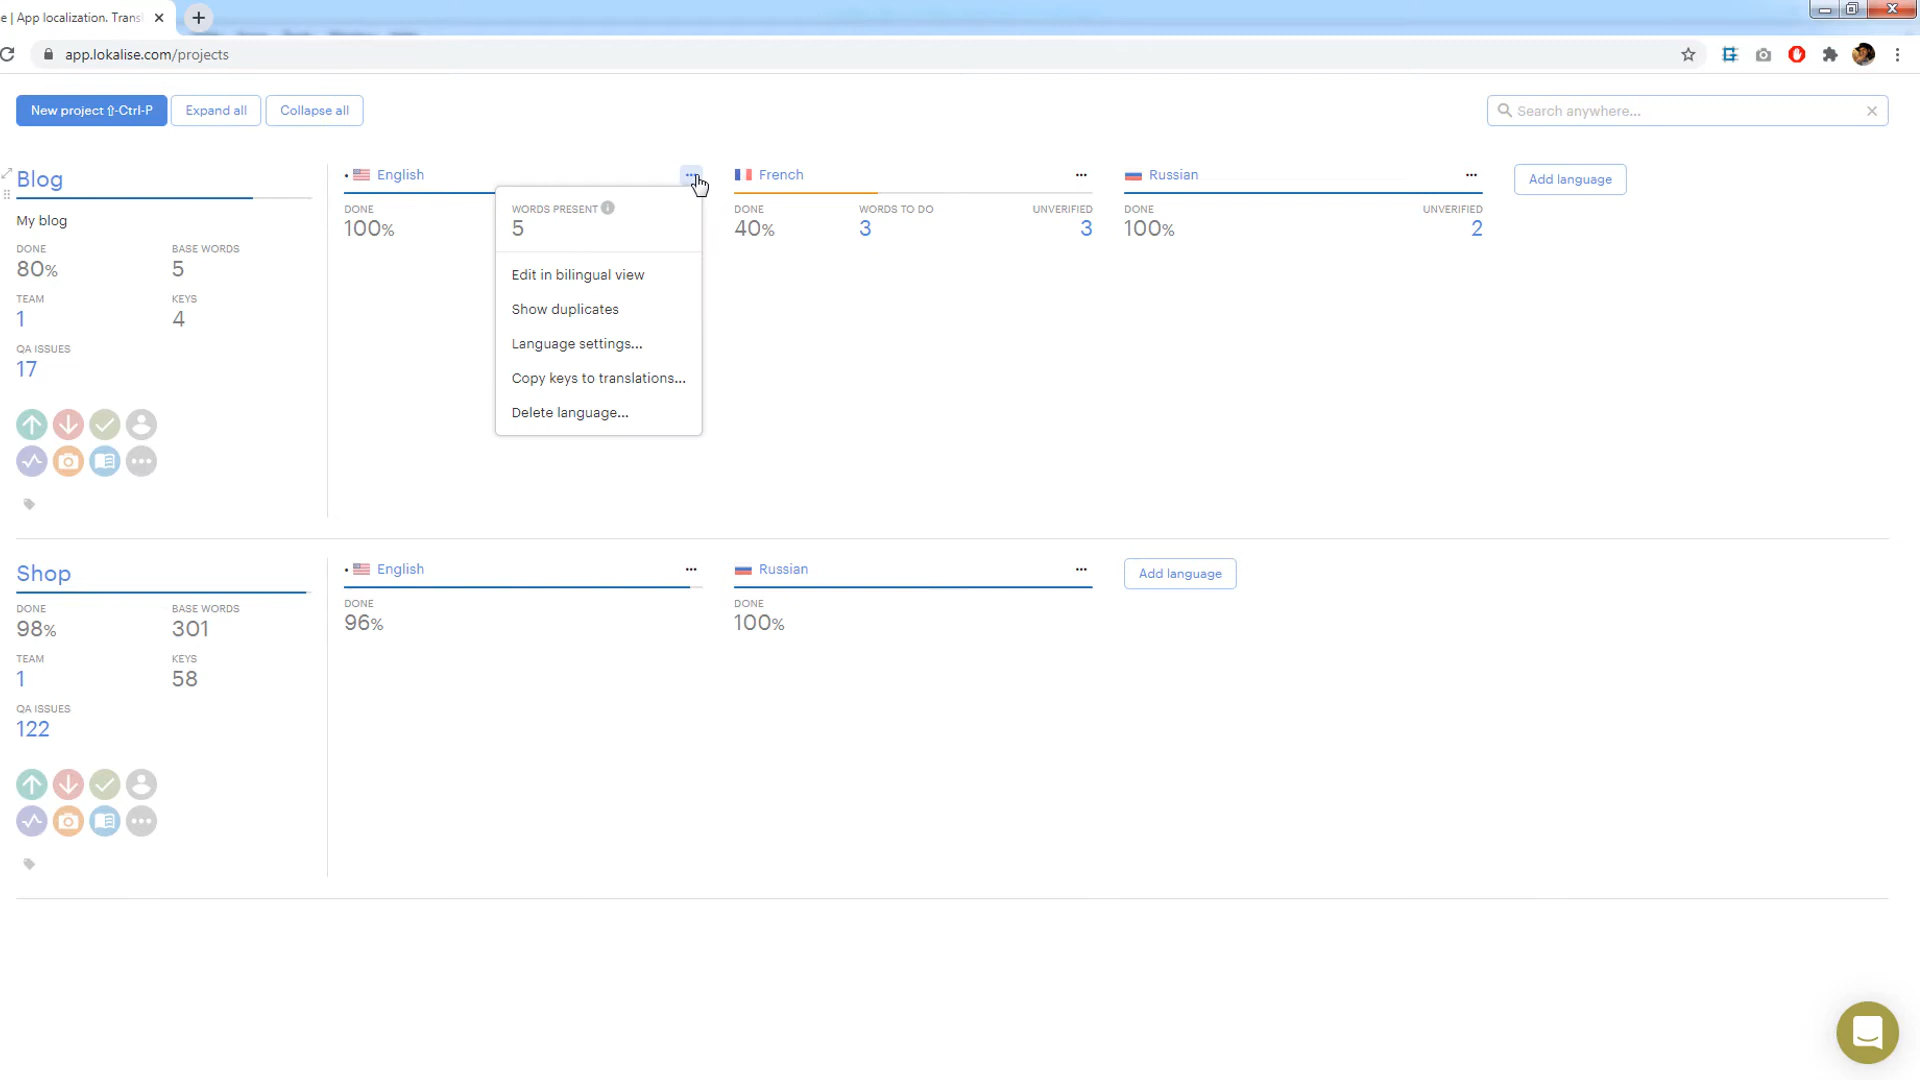 e | App localization. Transl
app.lokalise.com/projects
New project ⇧-Ctrl-P
Expand all
Collapse all
Search anywhere...
Blog
My blog
DONE
BASE WORDS
80%
5
TEAM
KEYS
1
4
QA ISSUES
17
English
DONE
100%
WORDS PRESENT
5
Edit in bilingual view
Show duplicates
Language settings...
Copy keys to translations...
Delete language...
French
DONE
WORDS TO DO
UNVERIFIED
40%
3
3
Russian
DONE
UNVERIFIED
100%
2
Add language
Shop
DONE
BASE WORDS
98%
301
TEAM
KEYS
1
58
QA ISSUES
122
English
DONE
96%
Russian
DONE
100%
Add language